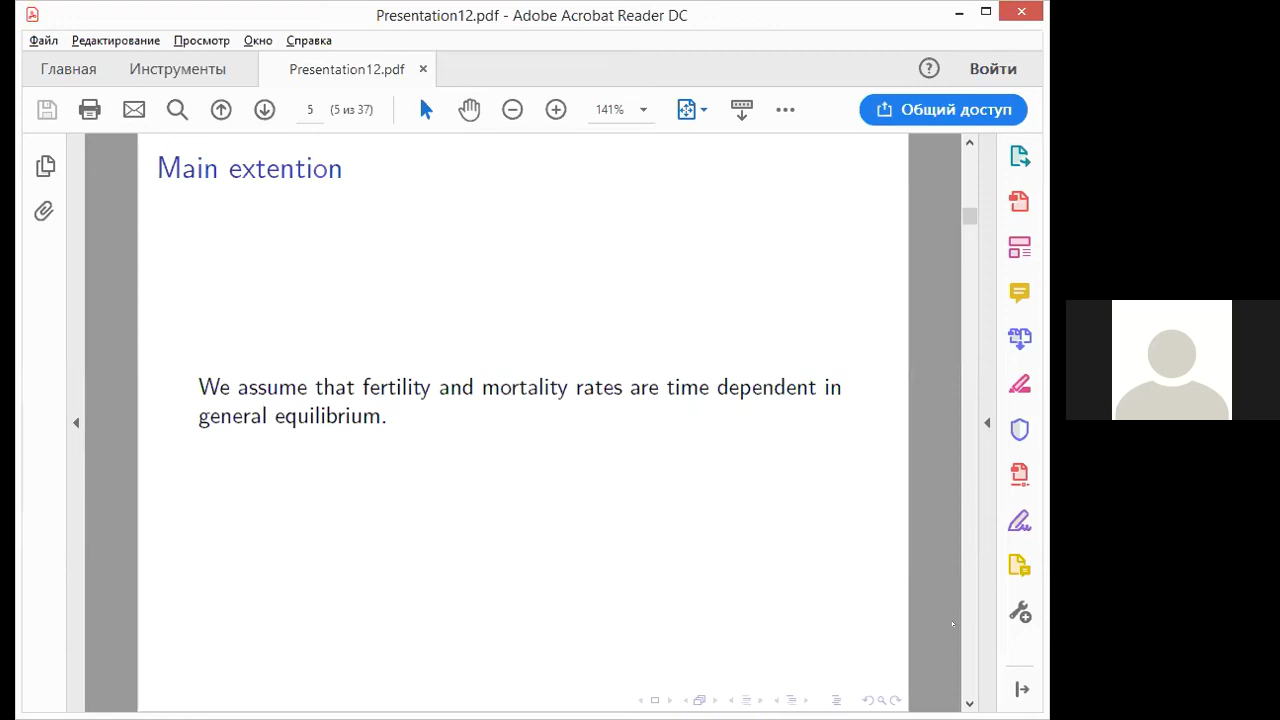 Presentation12.pdf - Adobe Acrobat Reader DC
Файл Редактирование Просмотр Окно Справка
Главная Инструменты Presentation12.pdf Войти
5 (5 из 37) 141% Общий доступ
Main extention
We assume that fertility and mortality rates are time dependent in
general equilibrium.